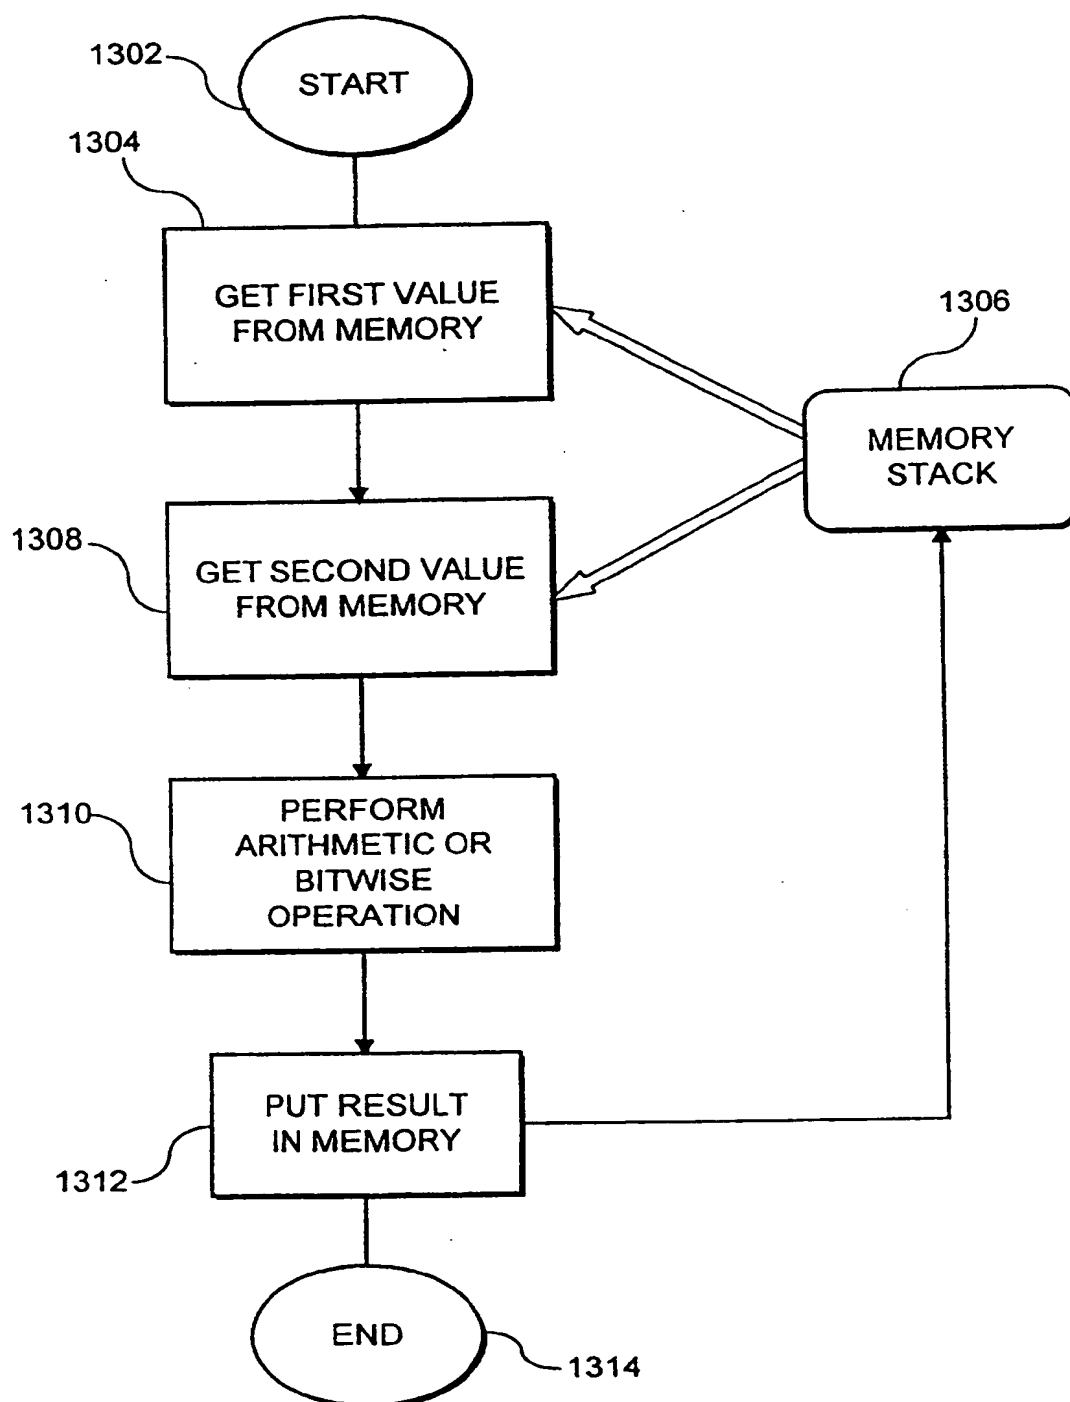 1302
START
1304
GET FIRST VALUE
FROM MEMORY
1306
MEMORY
STACK
1308
GET SECOND VALUE
FROM MEMORY
1310
PERFORM
ARITHMETIC OR
BITWISE
OPERATION
PUT RESULT
IN MEMORY
1312
END
1314